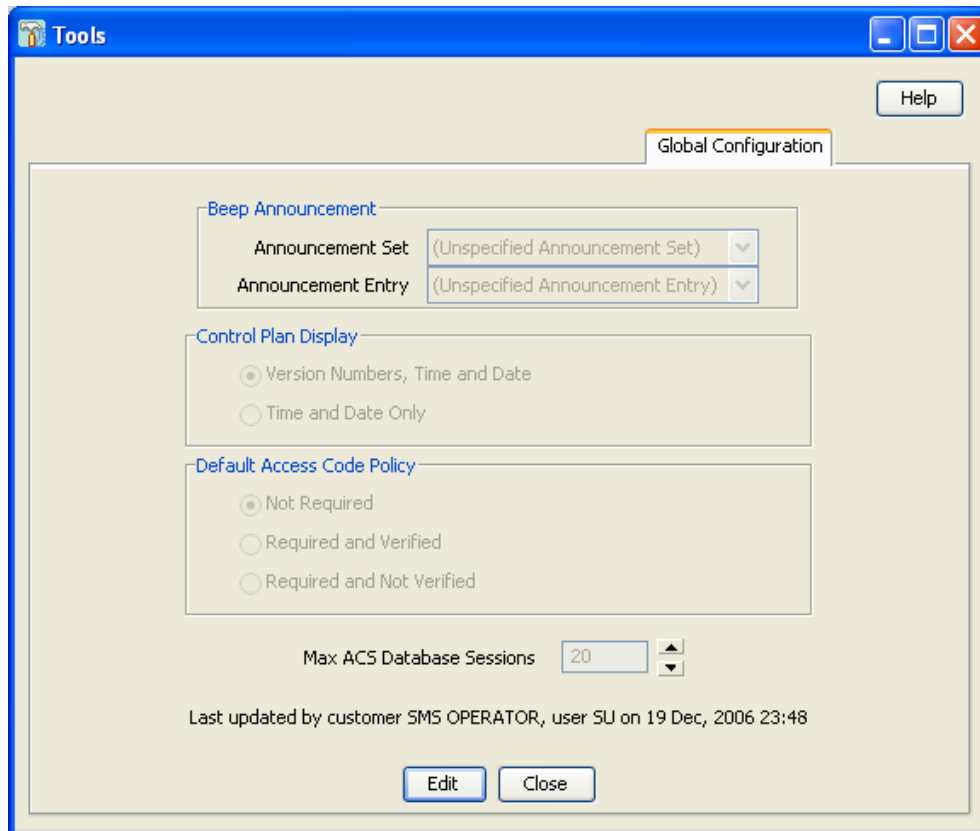 Tools
Help
Global Configuration
Beep Announcement
Announcement Set (Unspecified Announcement Set)
Announcement Entry (Unspecified Announcement Entry)
Control Plan Display
Version Numbers, Time and Date
Time and Date Only
Default Access Code Policy
Not Required
Required and Verified
Required and Not Verified
Max ACS Database Sessions 20
Last updated by customer SMS OPERATOR, user SU on 19 Dec, 2006 23:48
Edit Close